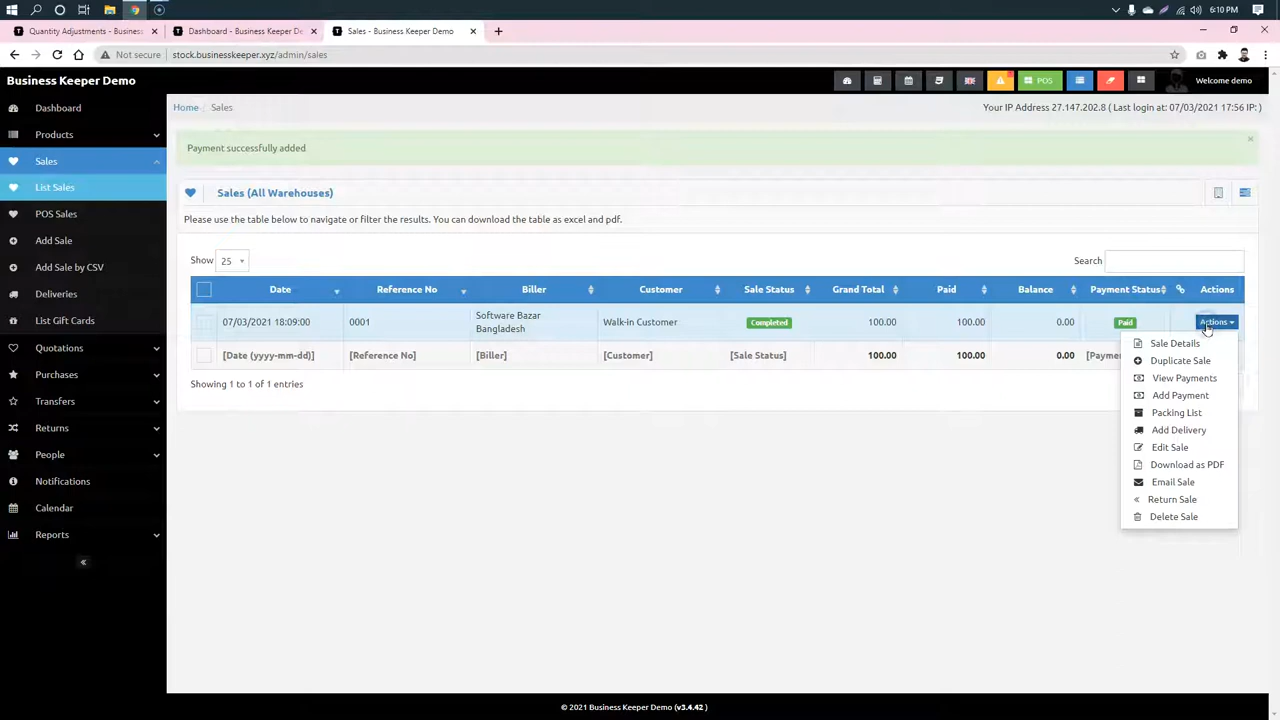 6:10 PM
Quantity Adjustments - Business
Dashboard - Business Keeper De
Sales - Business Keeper Demo
Not secure
stock.businesskeeper.xyz/admin/sales
Business Keeper Demo
POS
Welcome demo
Dashboard
Products
Sales
List Sales
POS Sales
Add Sale
Add Sale by CSV
Deliveries
List Gift Cards
Quotations
Purchases
Transfers
Returns
People
Notifications
Calendar
Reports
Home / Sales
Your IP Address 27.147.202.8 ( Last login at: 07/03/2021 17:56 IP: )
Payment successfully added
Sales (All Warehouses)
Please use the table below to navigate or filter the results. You can download the table as excel and pdf.
Show 25
Search
Date Reference No Biller Customer Sale Status Grand Total Paid Balance Payment Status Actions
07/03/2021 18:09:00 0001 Software Bazar Bangladesh Walk-in Customer Completed 100.00 100.00 0.00 Paid Actions
[Date (yyyy-mm-dd)] [Reference No] [Biller] [Customer] [Sale Status] 100.00 100.00 0.00 [Payme
Showing 1 to 1 of 1 entries
Sale Details
Duplicate Sale
View Payments
Add Payment
Packing List
Add Delivery
Edit Sale
Download as PDF
Email Sale
Return Sale
Delete Sale
© 2021 Business Keeper Demo (v3.4.42 )